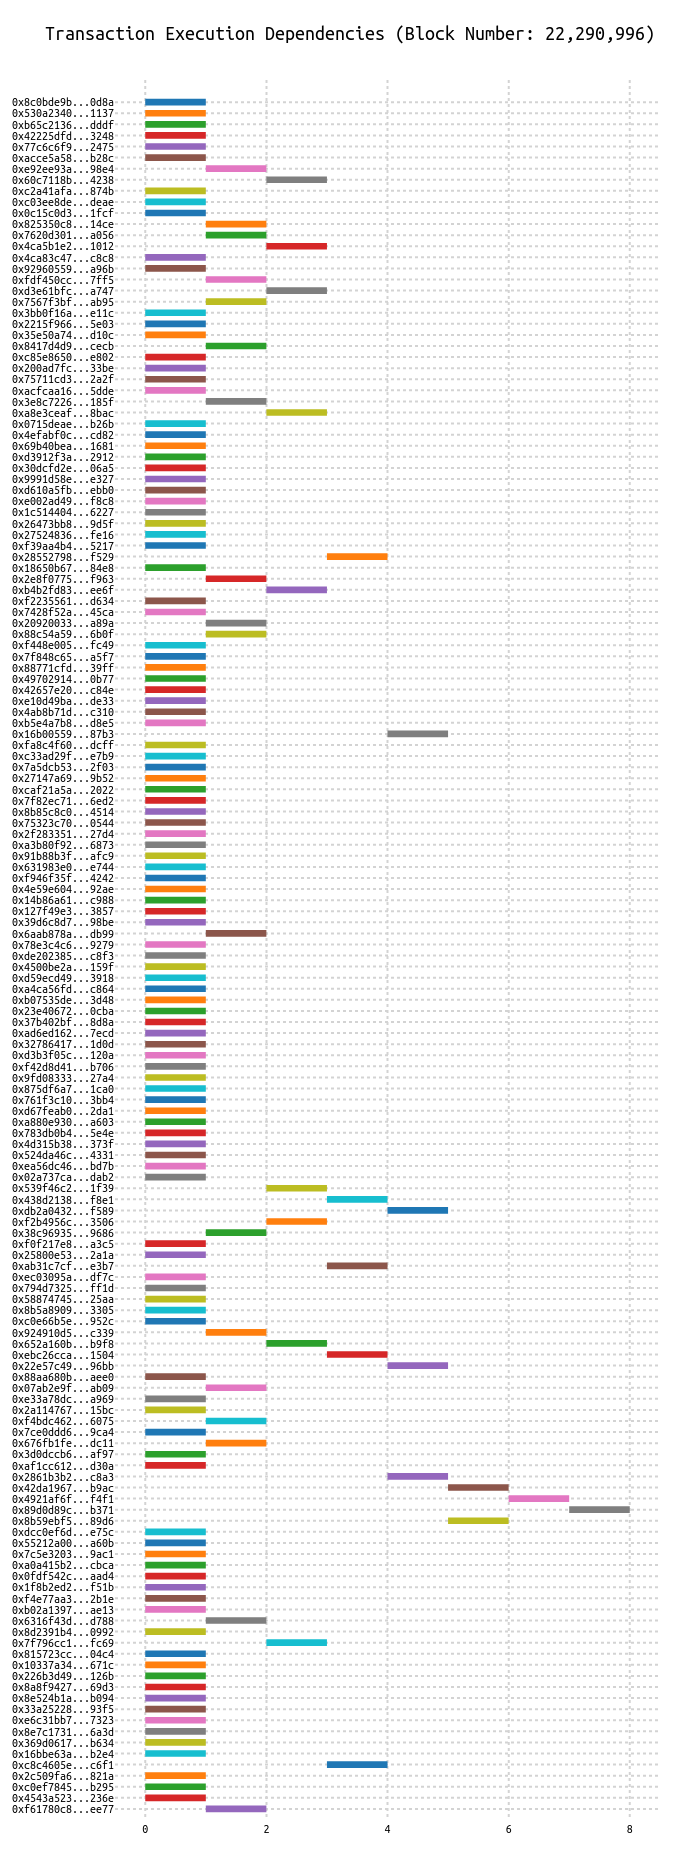 Transaction Execution Dependencies (Block Number: 22,290,996)
0x8c0bde9b...0d8a
0x530a2340...1137
0xb65c2136...dddf
0x42225dfd...3248
0x77c6c6f9...2475
0xacce5a58...b28c
0xe92ee93a...98e4
0x60c7118b...4238
0xc2a41afa...874b
0xc03ee8de...deae
0x0c15c0d3...1fcf
0x825350c8...14ce
0x7620d301...a056
0x4ca5b1e2...1012
0x4ca83c47...c8c8
0x92960559...a96b
0xfdf450cc...7ff5
0xd3e61bfc...a747
0x7567f3bf...ab95
0x3bb0f16a...e11c
0x2215f966...5e03
0x35e50a74...d10c
0x8417d4d9...cecb
0xc85e8650...e802
0x200ad7fc...33be
0x75711cd3...2a2f
0xacfcaa16...5dde
0x3e8c7226...185f
0xa8e3ceaf...8bac
0x0715deae...b26b
0x4efabf0c...cd82
0x69b40bea...1681
0xd3912f3a...2912
0x30dcfd2e...06a5
0x9991d58e...e327
0xd610a5fb...ebb0
0xe002ad49...f8c8
0x1c514404...6227
0x26473bb8...9d5f
0x27524836...fe16
0xf39aa4b4...5217
0x28552798...f529
0x18650b67...84e8
0x2e8f0775...f963
0xb4b2fd83...ee6f
0xf2235561...d634
0x7428f52a...45ca
0x20920033...a89a
0x88c54a59...6b0f
0xf448e005...fc49
0x7f848c65...a5f7
0x88771cfd...39ff
0x49702914...0b77
0x42657e20...c84e
0xe10d49ba...de33
0x4ab8b71d...c310
0xb5e4a7b8...d8e5
0x16b00559...87b3
0xfa8c4f60...dcff
0xc33ad29f...e7b9
0x7a5dcb53...2f03
0x27147a69...9b52
0xcaf21a5a...2022
0x7f82ec71...6ed2
0x8b85c8c0...4514
0x75323c70...0544
0x2f283351...27d4
0xa3b80f92...6873
0x91b88b3f...afc9
0x631983e0...e744
0xf946f35f...4242
0x4e59e604...92ae
0x14b86a61...c988
0x127f49e3...3857
0x39d6c8d7...98be
0x6aab878a...db99
0x78e3c4c6...9279
0xde202385...c8f3
0x4500be2a...159f
0xd59ecd49...3918
0xa4ca56fd...c864
0xb07535de...3d48
0x23e40672...0cba
0x37b402bf...8d8a
0xad6ed162...7ecd
0x32786417...1d0d
0xd3b3f05c...120a
0xf42d8d41...b706
0x9fd08333...27a4
0x875df6a7...1ca0
0x761f3c10...3bb4
0xd67feab0...2da1
0xa880e930...a603
0x783db0b4...5e4e
0x4d315b38...373f
0x524da46c...4331
0xea56dc46...bd7b
0x02a737ca...dab2
0x539f46c2...1f39
0x438d2138...f8e1
0xdb2a0432...f589
0xf2b4956c...3506
0x38c96935...9686
0xf0f217e8...a3c5
0x25800e53...2a1a
0xab31c7cf...e3b7
0xec03095a...df7c
0x794d7325...ff1d
0x58874745...25aa
0x8b5a8909...3305
0xc0e66b5e...952c
0x924910d5...c339
0x652a160b...b9f8
0xebc26cca...1504
0x22e57c49...96bb
0x88aa680b...aee0
0x07ab2e9f...ab09
0xe33a78dc...a969
0x2a114767...15bc
0xf4bdc462...6075
0x7ce0ddd6...9ca4
0x676fb1fe...dc11
0x3d0dccb6...af97
0xaf1cc612...d30a
0x2861b3b2...c8a3
0x42da1967...b9ac
0x4921af6f...f4f1
0x89d0d89c...b371
0x8b59ebf5...89d6
0xdcc0ef6d...e75c
0x55212a00...a60b
0x7c5e3203...9ac1
0xa0a415b2...cbca
0x0fdf542c...aad4
0x1f8b2ed2...f51b
0xf4e77aa3...2b1e
0xb02a1397...ae13
0x6316f43d...d788
0x8d2391b4...0992
0x7f796cc1...fc69
0x815723cc...04c4
0x10337a34...671c
0x226b3d49...126b
0x8a8f9427...69d3
0x8e524b1a...b094
0x33a25228...93f5
0xe6c31bb7...7323
0x8e7c1731...6a3d
0x369d0617...b634
0x16bbe63a...b2e4
0xc8c4605e...c6f1
0x2c509fa6...821a
0xc0ef7845...b295
0x4543a523...236e
0xf61780c8...ee77
0 2 4 6 8